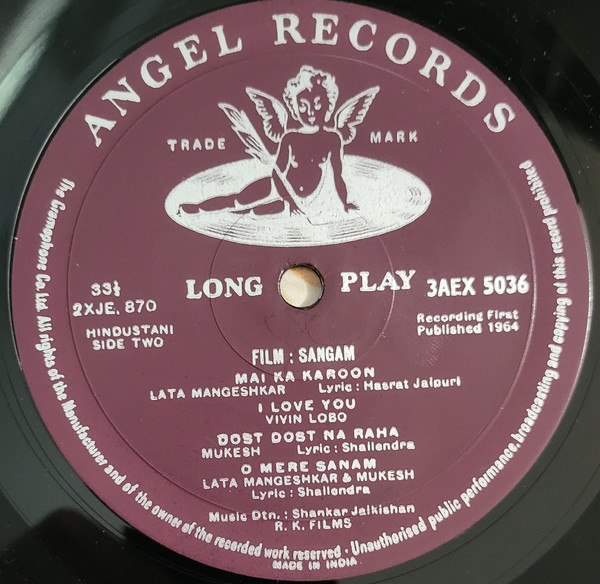 ANGEL RECORDS
TRADE MARK
33⅓
2XJE. 870
LONG PLAY
3AEX 5036
HINDUSTANI
SIDE TWO
Recording First
Published 1964
FILM : SANGAM
MAI KA KAROON
LATA MANGESHKAR Lyric : Hasrat Jaipuri
I LOVE YOU
VIVIN LOBO
DOST DOST NA RAHA
MUKESH Lyric : Shailendra
O MERE SANAM
LATA MANGESHKAR & MUKESH
Lyric : Shailendra
Music Dtn. : Shankar Jaikishan
R. K. FILMS
The Gramophone Co., Ltd. All rights of the Manufacturer and of the owner of the recorded work reserved · Unauthorised public performance, broadcasting and copying of this record prohibited
MADE IN INDIA